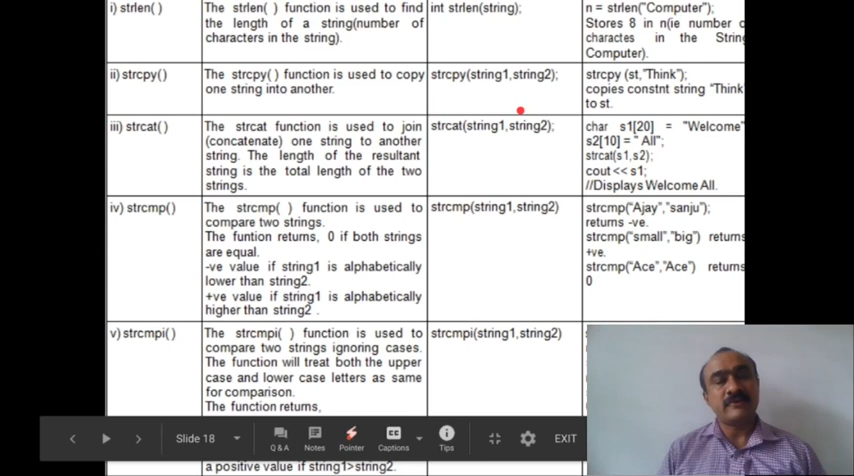 i) strlen( )
The strlen( ) function is used to find
the length of a string(number of
characters in the string).
int strlen(string);
n = strlen("Computer");
Stores 8 in n(ie number
charactes in the String
Computer).
ii) strcpy()
The strcpy( ) function is used to copy
one string into another.
strcpy(string1,string2);
strcpy (st,"Think");
copies constnt string "Think
to st.
iii) strcat( )
The strcat function is used to join
(concatenate) one string to another
string. The length of the resultant
string is the total length of the two
strings.
strcat(string1,string2);
char s1[20] = "Welcome"
s2[10] = " All";
strcat(s1,s2);
cout << s1;
//Displays Welcome All.
iv) strcmp()
The strcmp( ) function is used to
compare two strings.
The funtion returns, 0 if both strings
are equal.
-ve value if string1 is alphabetically
lower than string2.
+ve value if string1 is alphabetically
higher than string2 .
strcmp(string1,string2)
strcmp("Ajay","sanju");
returns -ve.
strcmp("small","big") returns
+ve.
strcmp("Ace","Ace") returns
0
v) strcmpi( )
The strcmpi( ) function is used to
compare two strings ignoring cases.
The function will treat both the upper
case and lower case letters as same
for comparison.
The function returns,
strcmpi(string1,string2)
a positive value if string1>string2.
Slide 18
Q & A
Notes
Pointer
CC
Captions
Tips
EXIT